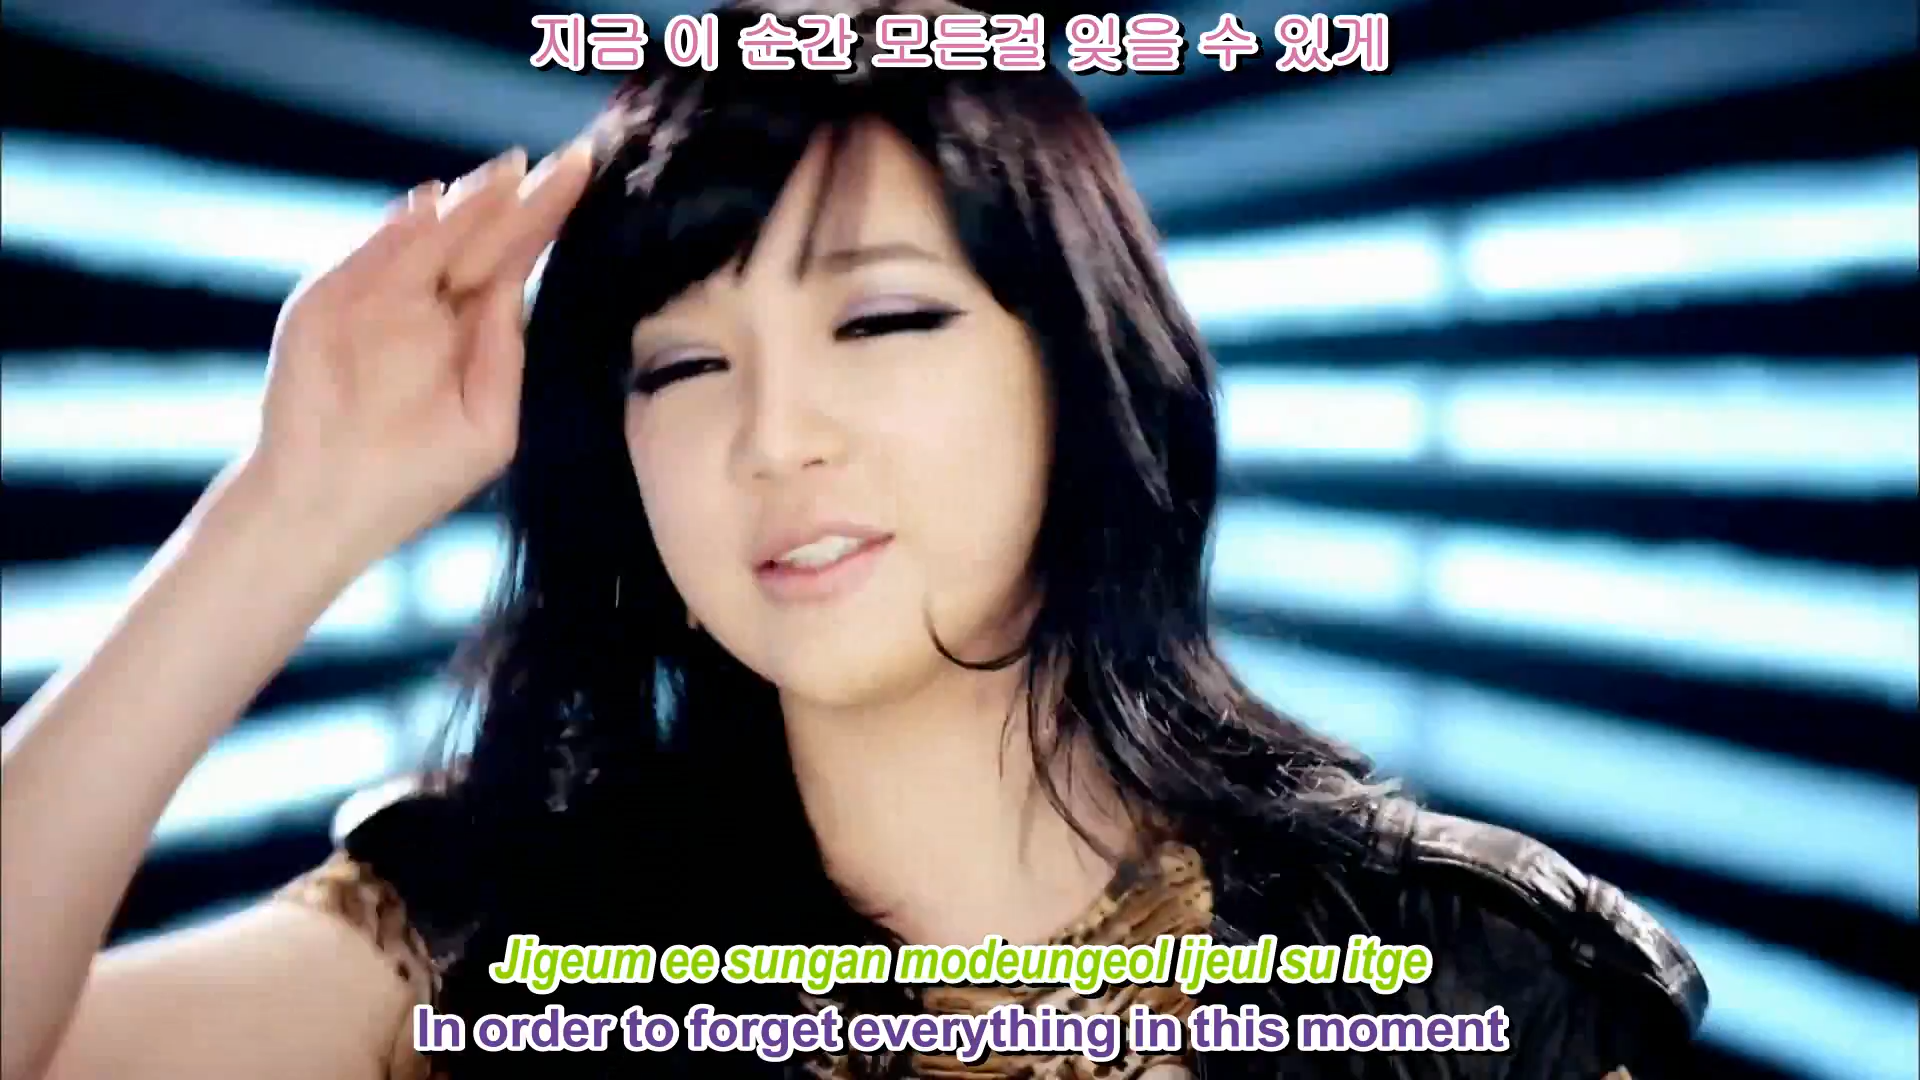 지금 이 순간 모든걸 잊을 수 있게
Jigeum ee sungan modeungeol ijeul su itge
In order to forget everything in this moment